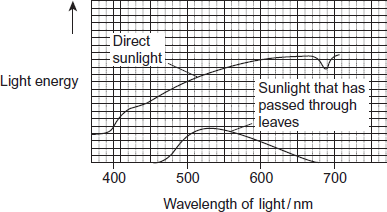 Direct
sunlight
Light energy
Sunlight that has
passed through
leaves
400
500
600
700
Wavelength of light/nm